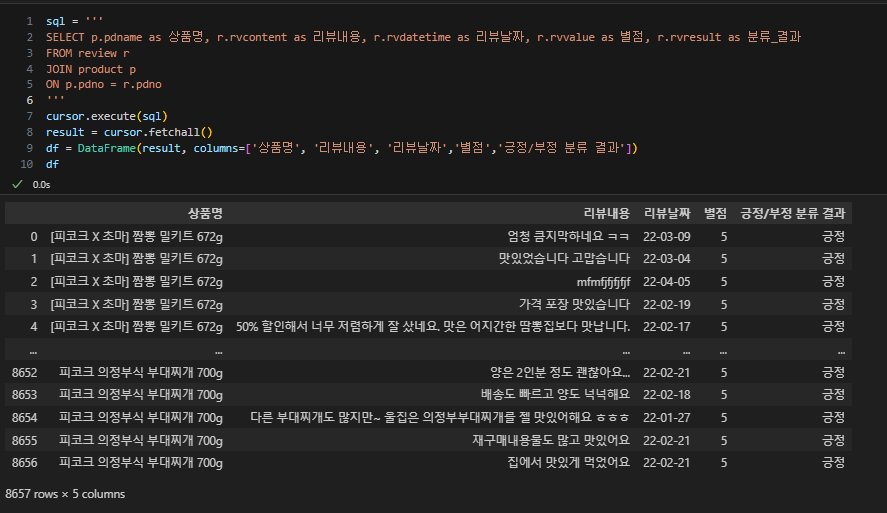 1 sql = '''
2 SELECT p.pdname as 상품명, r.rvcontent as 리뷰내용, r.rvdatetime as 리뷰날짜, r.rvvalue as 별점, r.rvresult as 분류_결과
3 FROM review r
4 JOIN product p
5 ON p.pdno = r.pdno
6 '''
7 cursor.execute(sql)
8 result = cursor.fetchall()
9 df = DataFrame(result, columns=['상품명', '리뷰내용', '리뷰날짜','별점','긍정/부정 분류 결과'])
10 df
0.0s
상품명 리뷰내용 리뷰날짜 별점 긍정/부정 분류 결과
0 [피코크 X 초마] 짬뽕 밀키트 672g 엄청 큼지막하네요 ㅋㅋ 22-03-09 5 긍정
1 [피코크 X 초마] 짬뽕 밀키트 672g 맛있었습니다 고맙습니다 22-03-04 5 긍정
2 [피코크 X 초마] 짬뽕 밀키트 672g mfmfjfjfjfjf 22-04-05 5 긍정
3 [피코크 X 초마] 짬뽕 밀키트 672g 가격 포장 맛있습니다 22-02-19 5 긍정
4 [피코크 X 초마] 짬뽕 밀키트 672g 50% 할인해서 너무 저렴하게 잘 샀네요. 맛은 어지간한 땀뽕집보다 맛납니다. 22-02-17 5 긍정
... ... ... ... ... ...
8652 피코크 의정부식 부대찌개 700g 양은 2인분 정도 괜찮아요... 22-02-21 5 긍정
8653 피코크 의정부식 부대찌개 700g 배송도 빠르고 양도 넉넉해요 22-02-18 5 긍정
8654 피코크 의정부식 부대찌개 700g 다른 부대찌개도 많지만~ 울집은 의정부부대찌개를 젤 맛있어해요 ㅎㅎㅎ 22-01-27 5 긍정
8655 피코크 의정부식 부대찌개 700g 재구매내용물도 많고 맛있어요 22-02-21 5 긍정
8656 피코크 의정부식 부대찌개 700g 집에서 맛있게 먹었어요 22-02-21 5 긍정
8657 rows × 5 columns